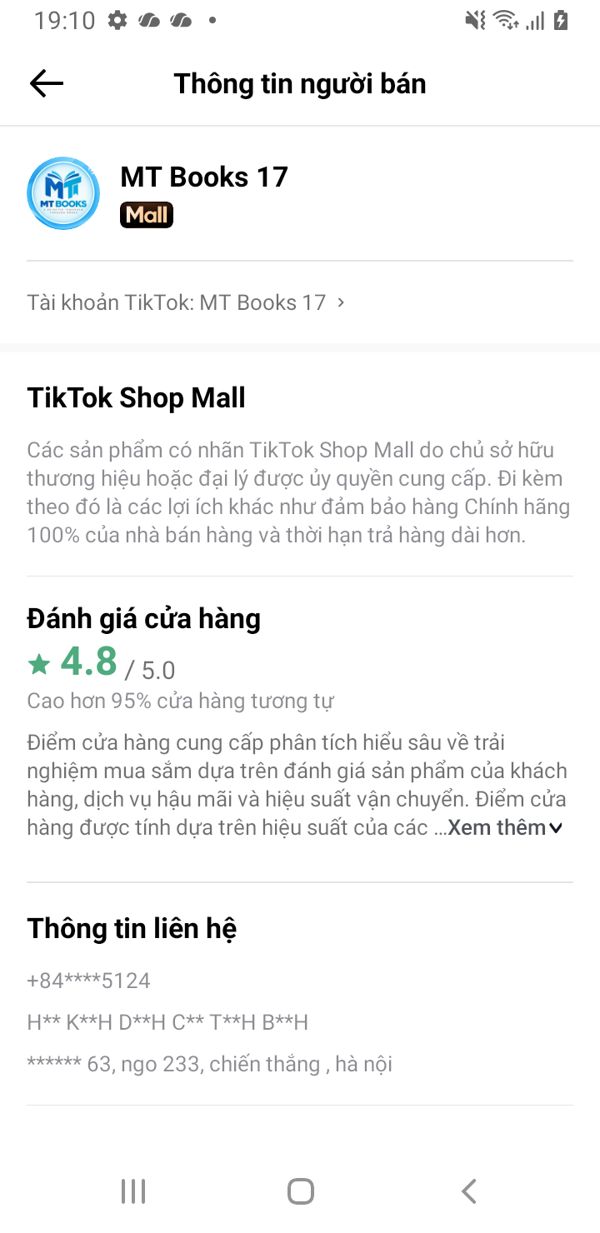 19:10
Thông tin người bán
MT
MT BOOKS
MT Books 17
Mall
Tài khoản TikTok: MT Books 17 >
TikTok Shop Mall
Các sản phẩm có nhãn TikTok Shop Mall do chủ sở hữu
thương hiệu hoặc đại lý được ủy quyền cung cấp. Đi kèm
theo đó là các lợi ích khác như đảm bảo hàng Chính hãng
100% của nhà bán hàng và thời hạn trả hàng dài hơn.
Đánh giá cửa hàng
4.8 / 5.0
Cao hơn 95% cửa hàng tương tự
Điểm cửa hàng cung cấp phân tích hiểu sâu về trải
nghiệm mua sắm dựa trên đánh giá sản phẩm của khách
hàng, dịch vụ hậu mãi và hiệu suất vận chuyển. Điểm cửa
hàng được tính dựa trên hiệu suất của các ...Xem thêm
Thông tin liên hệ
+84****5124
H** K**H D**H C** T**H B**H
****** 63, ngo 233, chiến thắng , hà nội